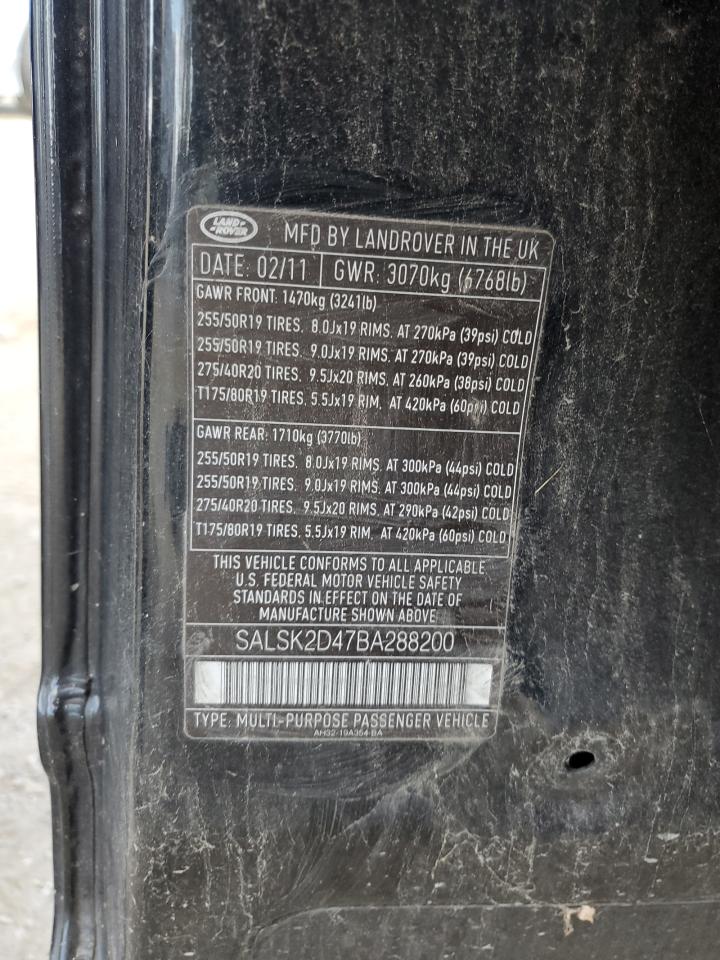 LAND-
ROVER
MFD BY LANDROVER IN THE UK
DATE: 02/11 GWR: 3070kg (6768lb)
GAWR FRONT: 1470kg (3241lb)
255/50R19 TIRES. 8.0Jx19 RIMS. AT 270kPa (39psi) COLD
255/50R19 TIRES. 9.0Jx19 RIMS. AT 270kPa (39psi) COLD
275/40R20 TIRES. 9.5Jx20 RIMS. AT 260kPa (38psi) COLD
T175/80R19 TIRES. 5.5Jx19 RIM. AT 420kPa (60psi) COLD
GAWR REAR: 1710kg (3770lb)
255/50R19 TIRES. 8.0Jx19 RIMS. AT 300kPa (44psi) COLD
255/50R19 TIRES. 9.0Jx19 RIMS. AT 300kPa (44psi) COLD
275/40R20 TIRES. 9.5Jx20 RIMS. AT 290kPa (42psi) COLD
T175/80R19 TIRES. 5.5Jx19 RIM. AT 420kPa (60psi) COLD
THIS VEHICLE CONFORMS TO ALL APPLICABLE
U.S. FEDERAL MOTOR VEHICLE SAFETY
STANDARDS IN EFFECT ON THE DATE OF
MANUFACTURE SHOWN ABOVE
SALSK2D47BA288200
TYPE: MULTI-PURPOSE PASSENGER VEHICLE
AH32-19A354-BA